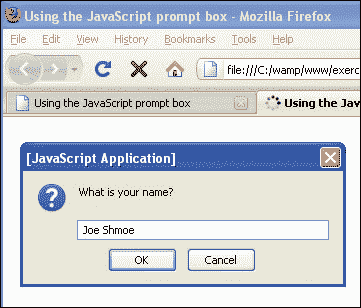 Using the JavaScript prompt box - Mozilla Firefox
File Edit View History Bookmarks Tools Help
file:///C:/wamp/www/exerc
Using the JavaScript prompt box
Using the Jav
[JavaScript Application]
What is your name?
Joe Shmoe
OK Cancel